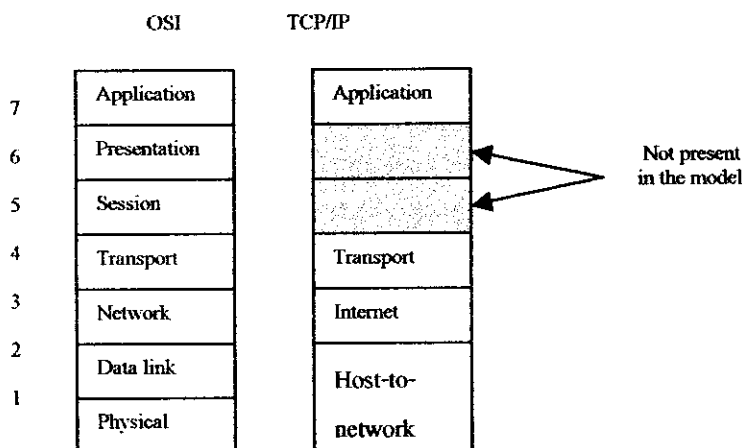 OSI TCP/IP
7 Application Application
6 Presentation Not present
in the model
5 Session
4 Transport Transport
3 Network Internet
2 Data link Host-to-
1 network
Physical